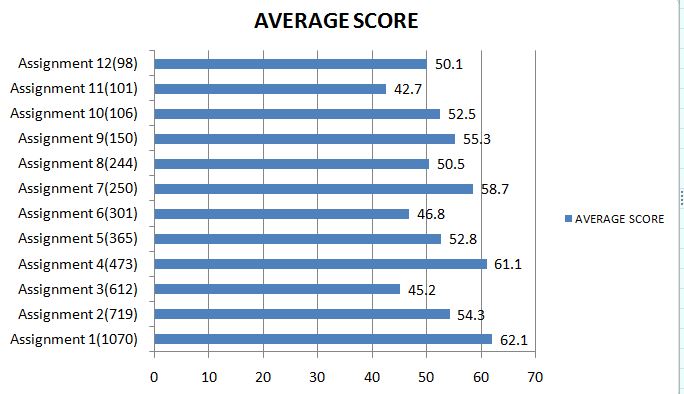 AVERAGE SCORE
Assignment 12(98) 50.1
Assignment 11(101) 42.7
Assignment 10(106) 52.5
Assignment 9(150) 55.3
Assignment 8(244) 50.5
Assignment 7(250) 58.7
Assignment 6(301) 46.8
AVERAGE SCORE
Assignment 5(365) 52.8
Assignment 4(473) 61.1
Assignment 3(612) 45.2
Assignment 2(719) 54.3
Assignment 1(1070) 62.1
0 10 20 30 40 50 60 70